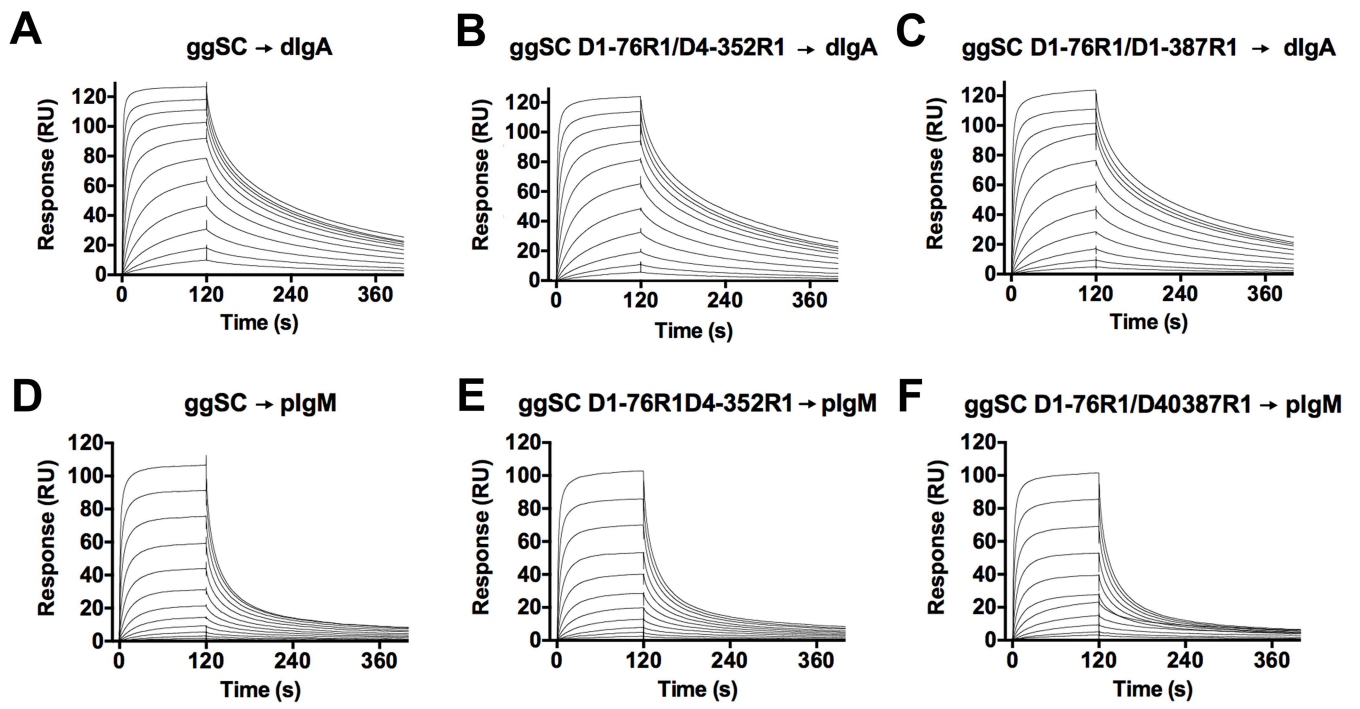 A
ggSC → dIgA
Response (RU)
120
100
80
60
40
20
0
0 120 240 360
Time (s)
B
ggSC D1-76R1/D4-352R1 → dIgA
Response (RU)
120
100
80
60
40
20
0
0 120 240 360
Time (s)
C
ggSC D1-76R1/D1-387R1 → dIgA
Response (RU)
120
100
80
60
40
20
0
0 120 240 360
Time (s)
D
ggSC → pIgM
Response (RU)
120
100
80
60
40
20
0
0 120 240 360
Time (s)
E
ggSC D1-76R1D4-352R1 → pIgM
Response (RU)
120
100
80
60
40
20
0
0 120 240 360
Time (s)
F
ggSC D1-76R1/D40387R1 → pIgM
Response (RU)
120
100
80
60
40
20
0
0 120 240 360
Time (s)